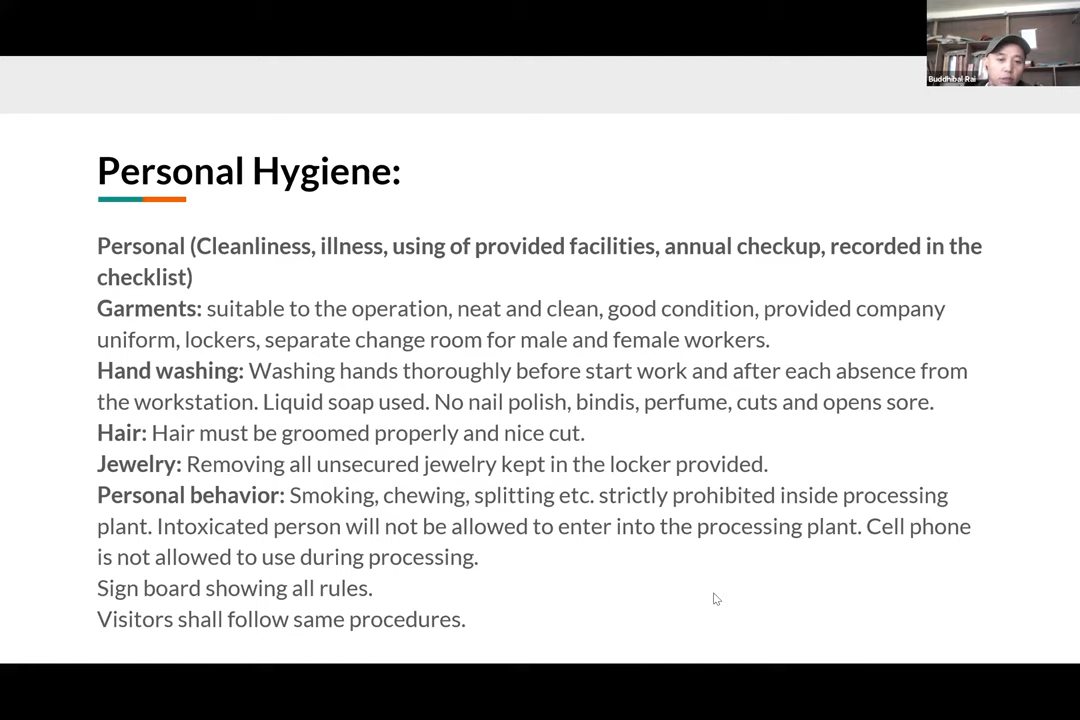 Buddhibal Rai
Personal Hygiene:
Personal (Cleanliness, illness, using of provided facilities, annual checkup, recorded in the
checklist)
Garments: suitable to the operation, neat and clean, good condition, provided company
uniform, lockers, separate change room for male and female workers.
Hand washing: Washing hands thoroughly before start work and after each absence from
the workstation. Liquid soap used. No nail polish, bindis, perfume, cuts and opens sore.
Hair: Hair must be groomed properly and nice cut.
Jewelry: Removing all unsecured jewelry kept in the locker provided.
Personal behavior: Smoking, chewing, splitting etc. strictly prohibited inside processing
plant. Intoxicated person will not be allowed to enter into the processing plant. Cell phone
is not allowed to use during processing.
Sign board showing all rules.
Visitors shall follow same procedures.